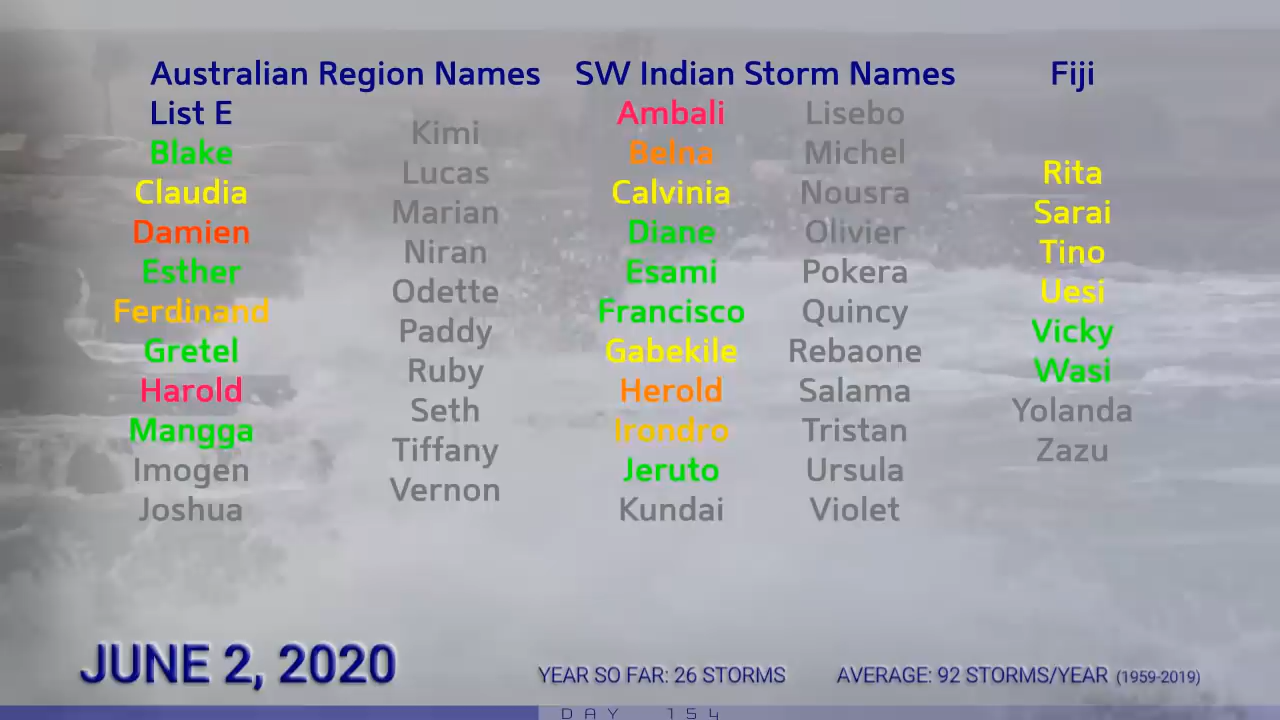 Australian Region Names
List E
Blake
Claudia
Damien
Esther
Ferdinand
Gretel
Harold
Mangga
Imogen
Joshua
Kimi
Lucas
Marian
Niran
Odette
Paddy
Ruby
Seth
Tiffany
Vernon
SW Indian Storm Names
Ambali
Belna
Calvinia
Diane
Esami
Francisco
Gabekile
Herold
Irondro
Jeruto
Kundai
Lisebo
Michel
Nousra
Olivier
Pokera
Quincy
Rebaone
Salama
Tristan
Ursula
Violet
Fiji
Rita
Sarai
Tino
Uesi
Vicky
Wasi
Yolanda
Zazu
JUNE 2, 2020
YEAR SO FAR: 26 STORMS
AVERAGE: 92 STORMS/YEAR (1959-2019)
DAY 154